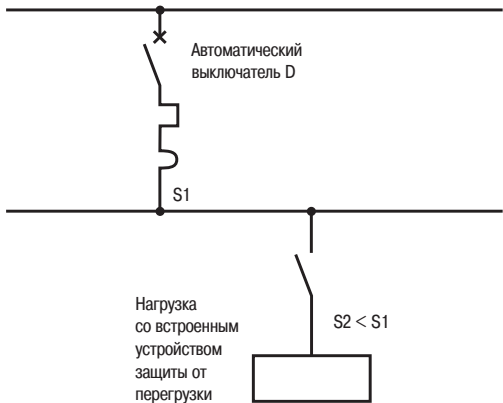 Автоматический
выключатель D
S1
Нагрузка
со встроенным
устройством
защиты от
перегрузки
S2 < S1